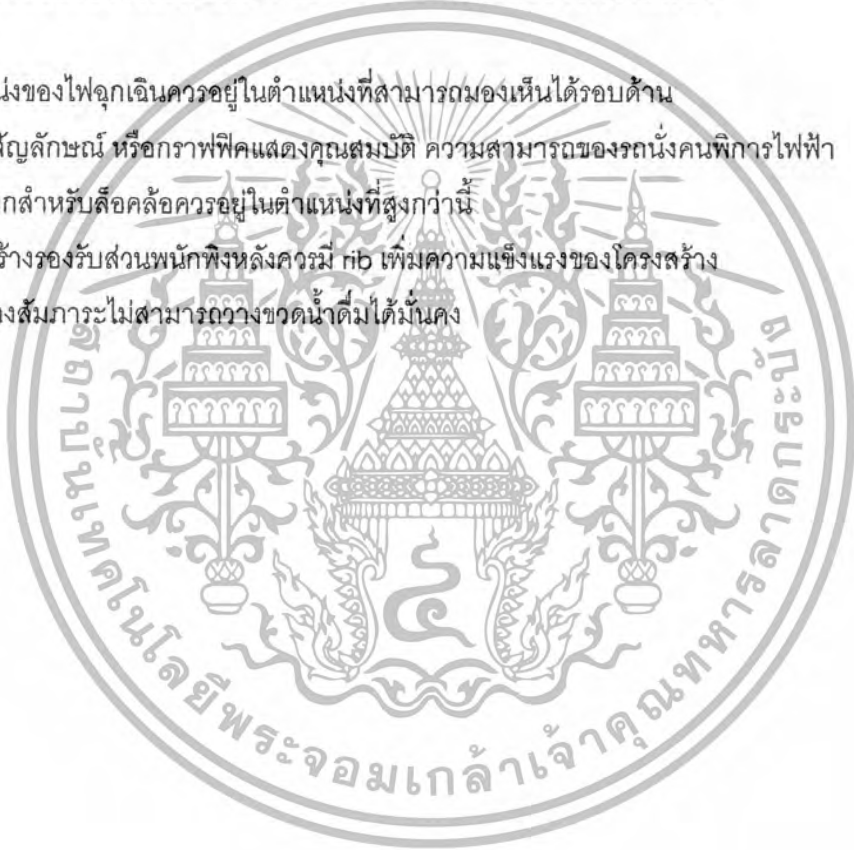 น่งของไฟฉุกเฉินควรอยู่ในตำแหน่งที่สามารถมองเห็นได้รอบด้าน
สัญลักษณ์ หรือกราฟฟิคแสดงคุณสมบัติ ความสามารถของรถนั่งคนพิการไฟฟ้า
กสำหรับล็อคล้อควรอยู่ในตำแหน่งที่สูงกว่านี้
ร้างรองรับส่วนพนักพิงหลังควรมี rib เพิ่มความแข็งแรงของโครงสร้าง
งสัมภาระไม่สามารถวางขวดน้ำดื่มได้มั่นคง
สถาบันเทคโนโลยีพระจอมเกล้าเจ้าคุณทหารลาดกระบัง